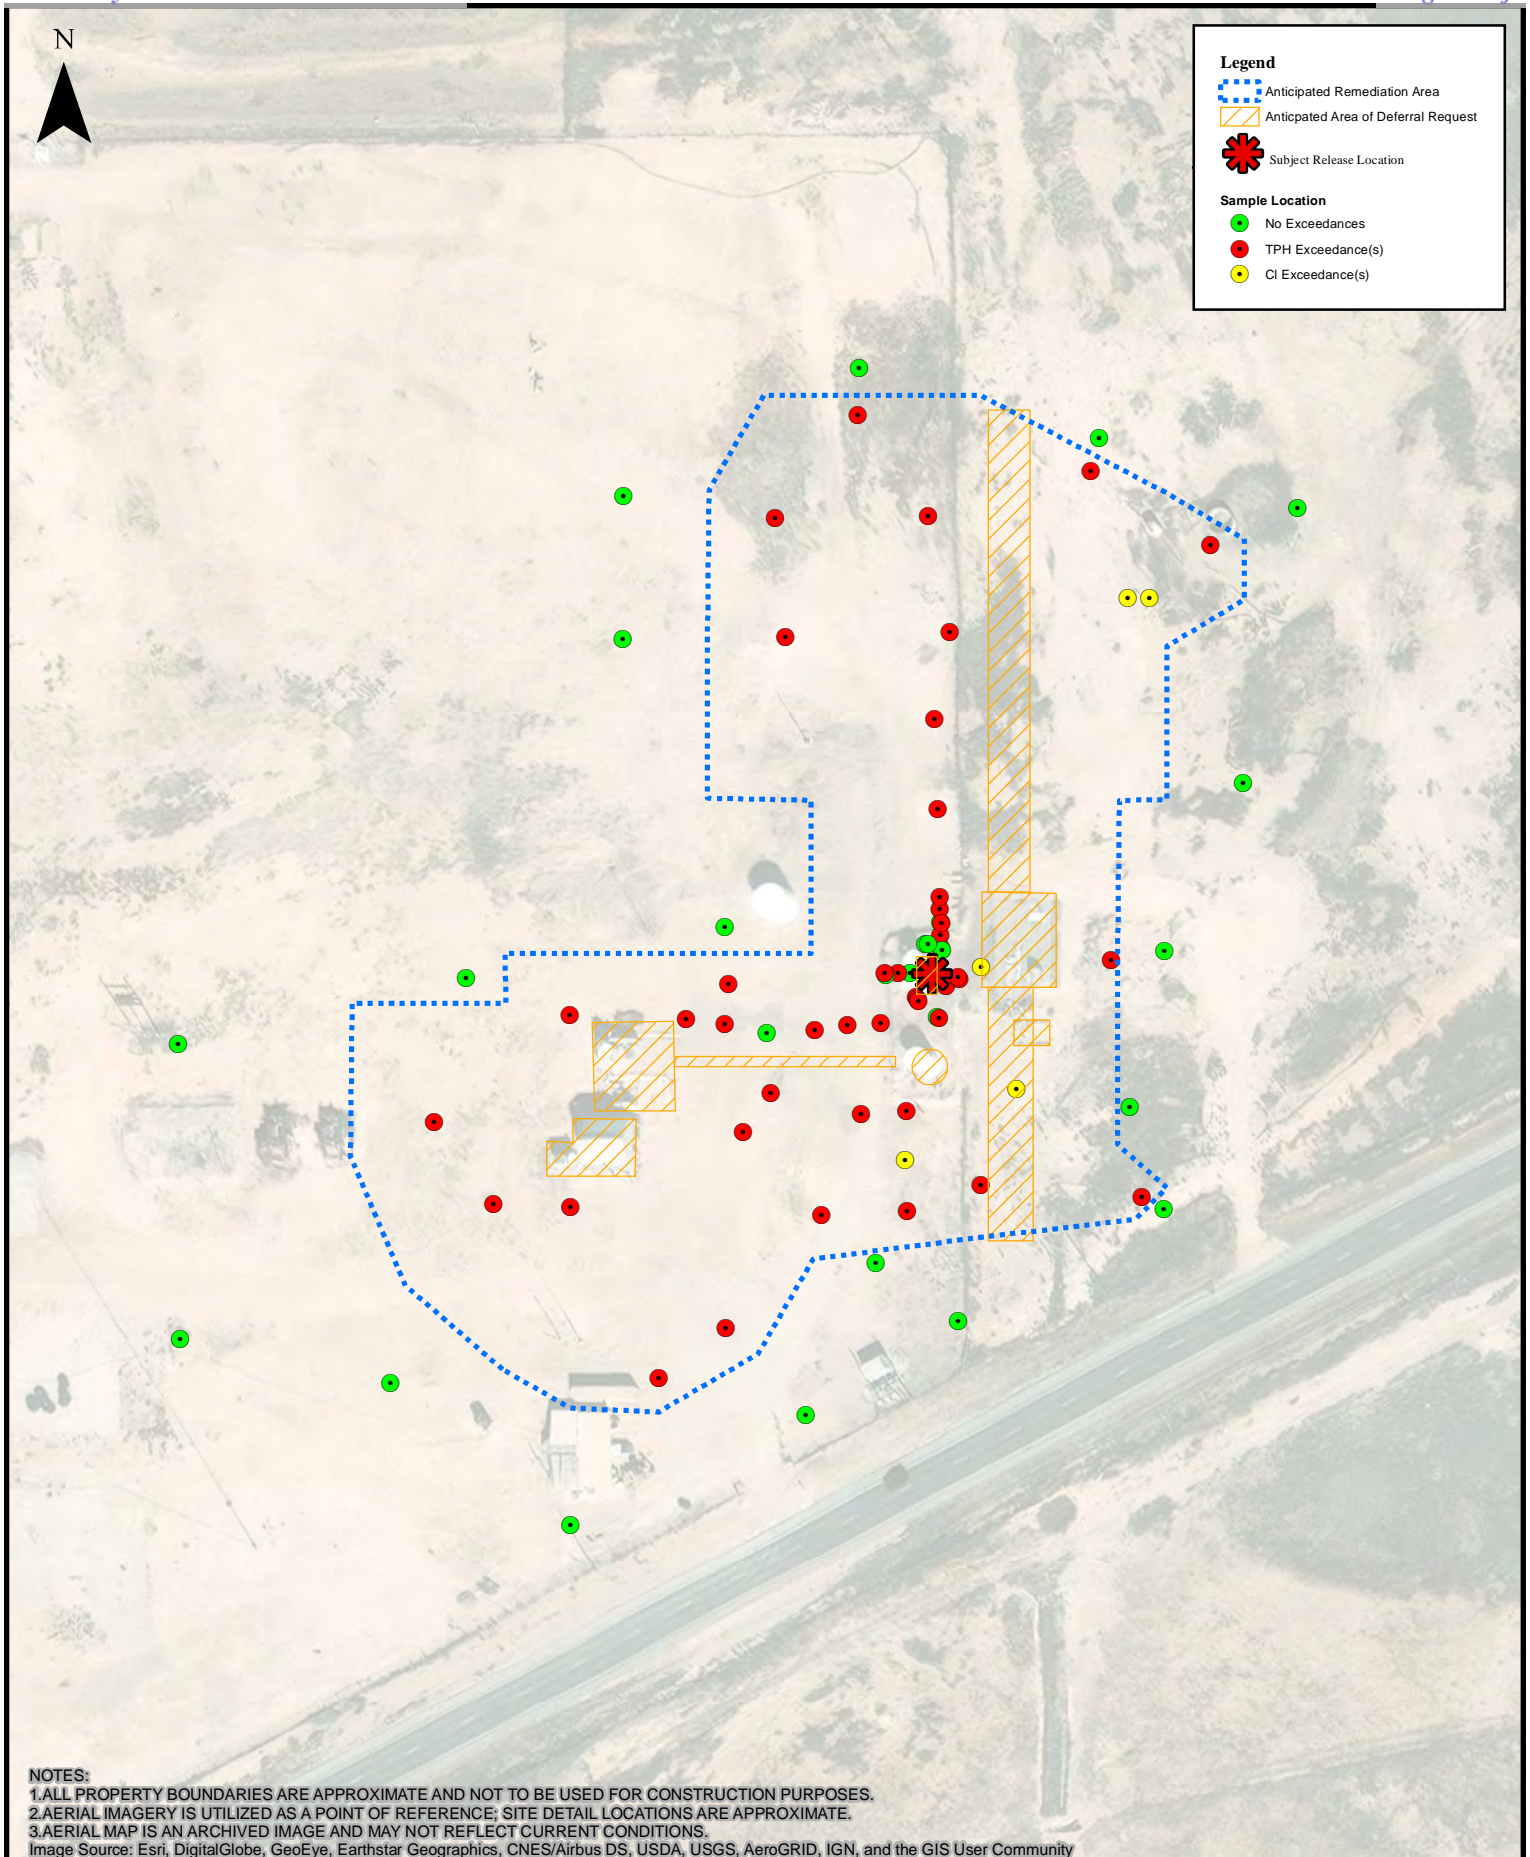 N
Legend
Anticipated Remediation Area
Anticpated Area of Deferral Request
Subject Release Location
Sample Location
No Exceedances
TPH Exceedance(s)
Cl Exceedance(s)
NOTES:
1.ALL PROPERTY BOUNDARIES ARE APPROXIMATE AND NOT TO BE USED FOR CONSTRUCTION PURPOSES.
2.AERIAL IMAGERY IS UTILIZED AS A POINT OF REFERENCE; SITE DETAIL LOCATIONS ARE APPROXIMATE.
3.AERIAL MAP IS AN ARCHIVED IMAGE AND MAY NOT REFLECT CURRENT CONDITIONS.
Image Source: Esri, DigitalGlobe, GeoEye, Earthstar Geographics, CNES/Airbus DS, USDA, USGS, AeroGRID, IGN, and the GIS User Community